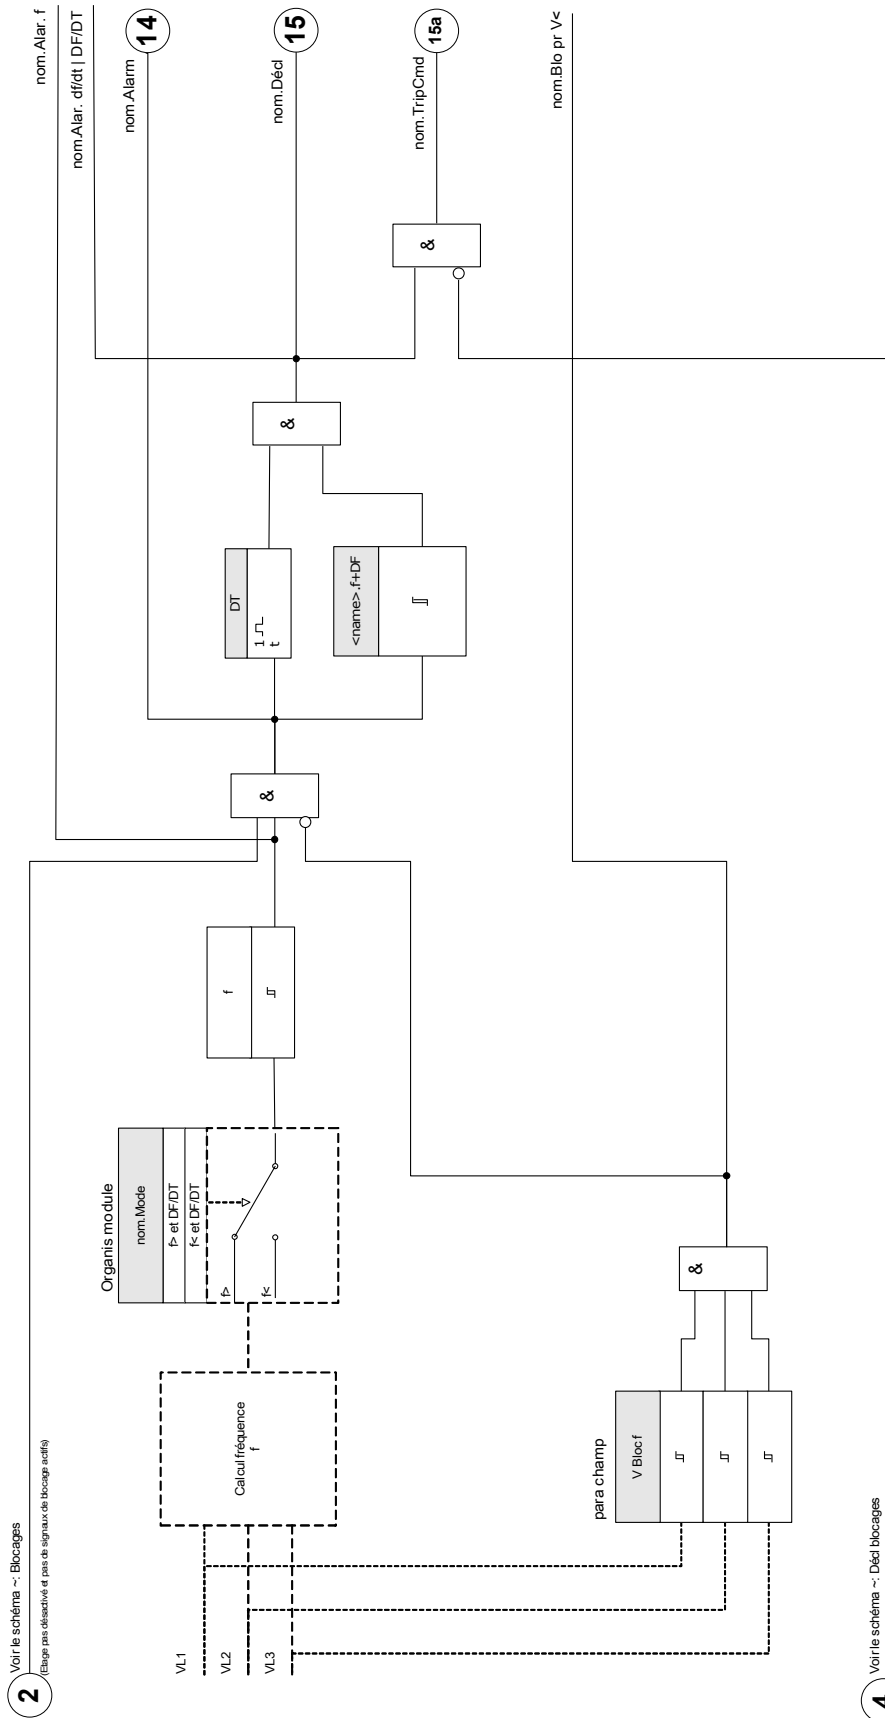 2
Voir le schéma ~: Blocages
(Etage pas désactivé et pas de signaux de blocage actifs)
VL1
VL2
VL3
Calcul fréquence
f
Organis module
nom.Mode
f> et DF/DT
f< et DF/DT
f>
f<
f
&
DT
1
t
<name>.f+DF
&
&
nom.Alar. f
nom.Alar. df/dt | DF/DT
nom.Alarm
14
nom.Décl
15
nom.TripCmd
15a
nom.Blo pr V<
para champ
V Bloc f
&
4
Voir le schéma ~: Décl blocages